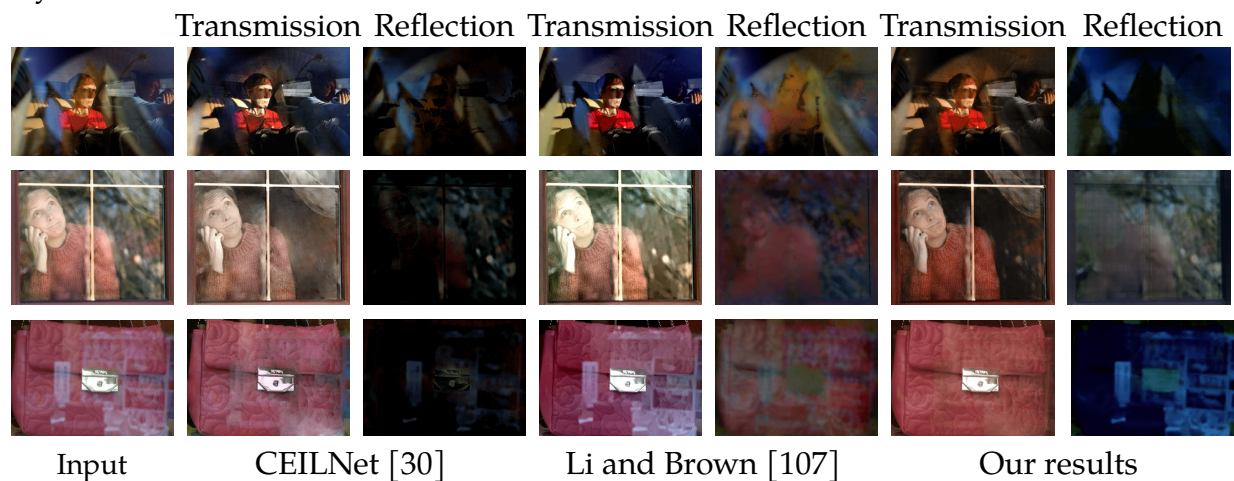 Transmission Reflection Transmission Reflection Transmission Reflection
Input CEILNet [30] Li and Brown [107] Our results